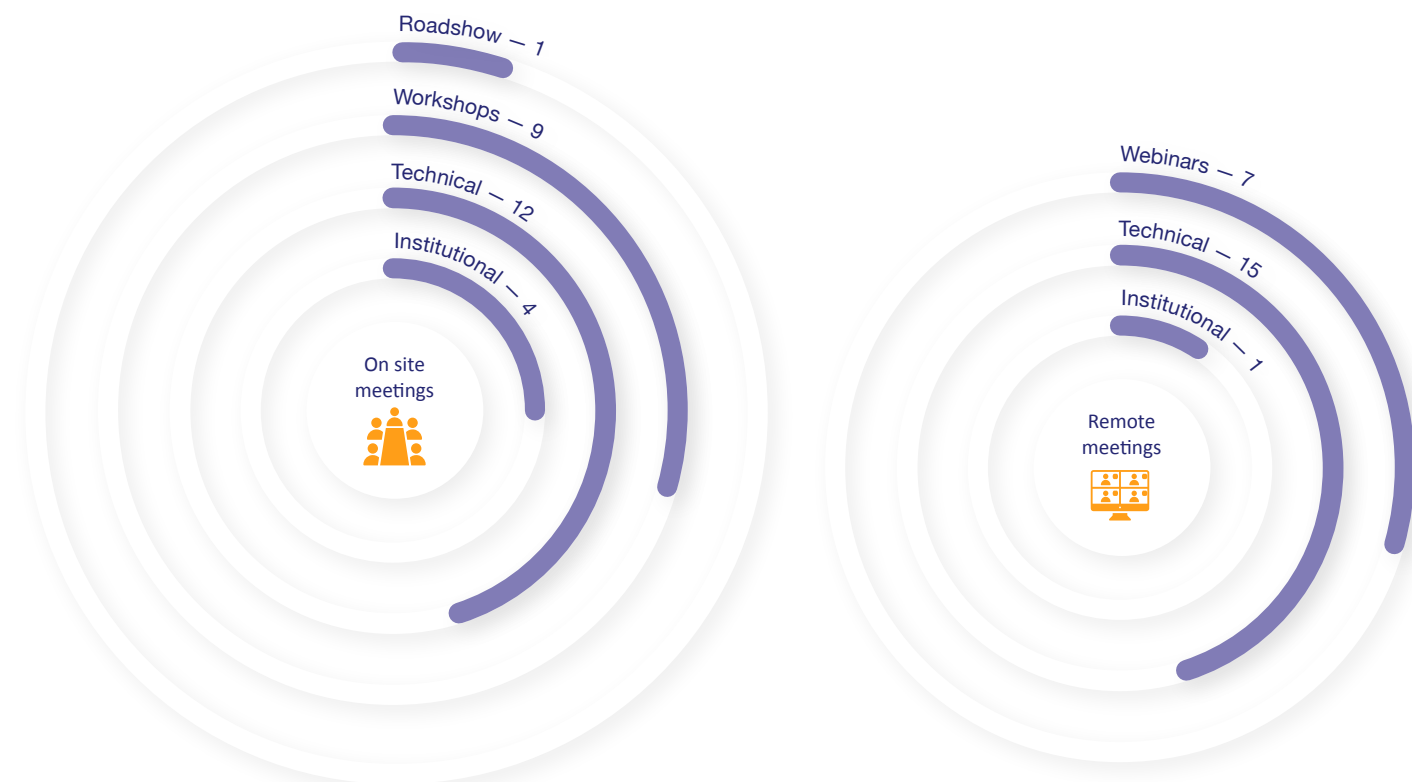 Roadshow — 1
Workshops — 9
Technical — 12
Institutional — 4
On site
meetings
Webinars — 7
Technical — 15
Institutional — 1
Remote
meetings